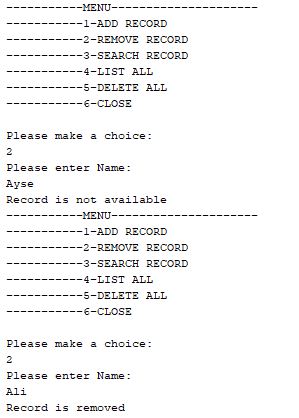 -----------MENU---------------------
-----------1-ADD RECORD
-----------2-REMOVE RECORD
-----------3-SEARCH RECORD
-----------4-LIST ALL
-----------5-DELETE ALL
-----------6-CLOSE
Please make a choice:
2
Please enter Name:
Ayse
Record is not available
-----------MENU---------------------
-----------1-ADD RECORD
-----------2-REMOVE RECORD
-----------3-SEARCH RECORD
-----------4-LIST ALL
-----------5-DELETE ALL
-----------6-CLOSE
Please make a choice:
2
Please enter Name:
Ali
Record is removed